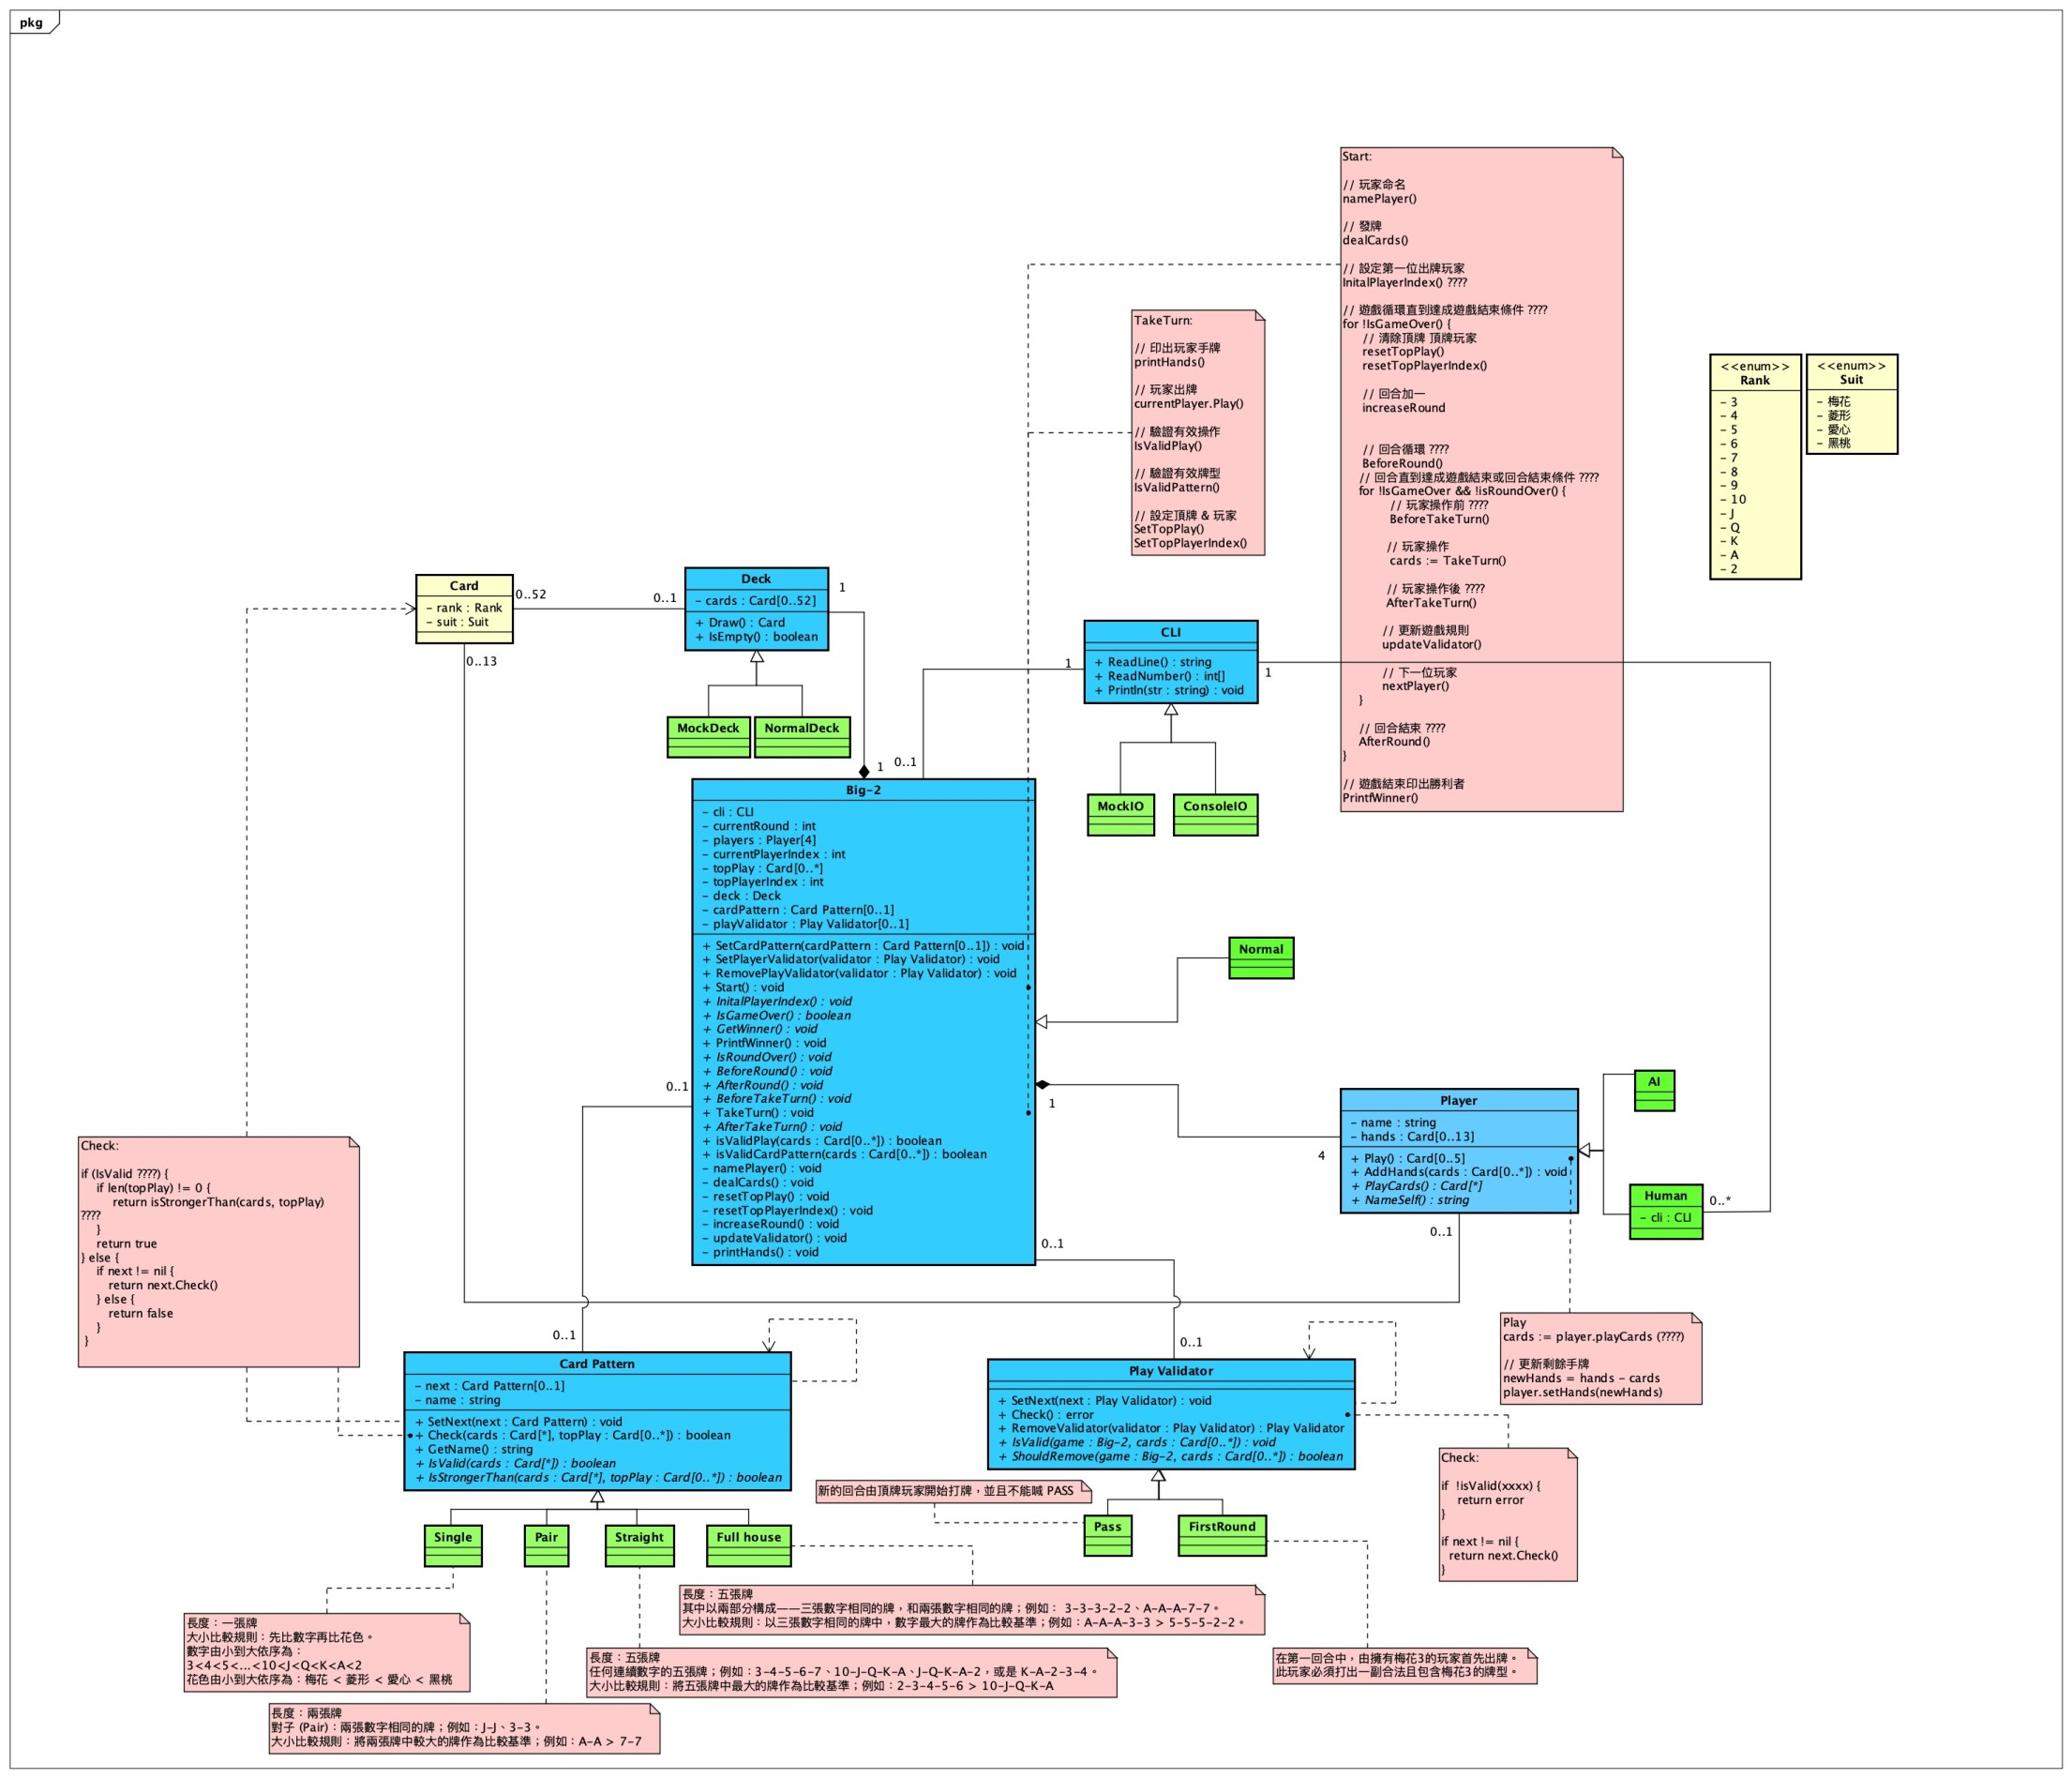 pkg
Start:
// 玩家命名
namePlayer()
// 發牌
dealCards()
// 設定第一位出牌玩家
InitalPlayerIndex() ????
// 遊戲循環直到達成遊戲結束條件 ????
for !IsGameOver() {
// 清除頂牌 頂牌玩家
resetTopPlay()
resetTopPlayerIndex()
// 回合加一
increaseRound
// 回合循環 ????
BeforeRound()
// 回合直到達成遊戲結束或回合結束條件 ????
for !IsGameOver && !isRoundOver() {
// 玩家操作前 ????
BeforeTakeTurn()
// 玩家操作
cards := TakeTurn()
// 玩家操作後 ????
AfterTakeTurn()
// 更新遊戲規則
updateValidator()
// 下一位玩家
nextPlayer()
}
// 回合結束 ????
AfterRound()
}
// 遊戲結束印出勝利者
PrintfWinner()
TakeTurn:
// 印出玩家手牌
printHands()
// 玩家出牌
currentPlayer.Play()
// 驗證有效操作
IsValidPlay()
// 驗證有效牌型
IsValidPattern()
// 設定頂牌 & 玩家
SetTopPlay()
SetTopPlayerIndex()
<<enum>>
Rank
- 3
- 4
- 5
- 6
- 7
- 8
- 9
- 10
- J
- Q
- K
- A
- 2
<<enum>>
Suit
- 梅花
- 菱形
- 愛心
- 黑桃
Card
- rank : Rank
- suit : Suit
0..52
0..1
0..13
Deck
- cards : Card[0..52]
+ Draw() : Card
+ IsEmpty() : boolean
1
MockDeck
NormalDeck
CLI
+ ReadLine() : string
+ ReadNumber() : int[]
+ Println(str : string) : void
1
1
MockIO
ConsoleIO
1
0..1
Big-2
- cli : CLI
- currentRound : int
- players : Player[4]
- currentPlayerIndex : int
- topPlay : Card[0..*]
- topPlayerIndex : int
- deck : Deck
- cardPattern : Card Pattern[0..1]
- playValidator : Play Validator[0..1]
+ SetCardPattern(cardPattern : Card Pattern[0..1]) : void
+ SetPlayerValidator(validator : Play Validator) : void
+ RemovePlayValidator(validator : Play Validator) : void
+ Start() : void
+ InitalPlayerIndex() : void
+ IsGameOver() : boolean
+ GetWinner() : void
+ PrintfWinner() : void
+ IsRoundOver() : void
+ BeforeRound() : void
+ AfterRound() : void
+ BeforeTakeTurn() : void
+ TakeTurn() : void
+ AfterTakeTurn() : void
+ isValidPlay(cards : Card[0..*]) : boolean
+ isValidCardPattern(cards : Card[0..*]) : boolean
- namePlayer() : void
- dealCards() : void
- resetTopPlay() : void
- resetTopPlayerIndex() : void
- increaseRound() : void
- updateValidator() : void
- printHands() : void
Normal
0..1
1
4
0..1
Player
- name : string
- hands : Card[0..13]
+ Play() : Card[0..5]
+ AddHands(cards : Card[0..*]) : void
+ PlayCards() : Card[*]
+ NameSelf() : string
0..1
AI
Human
- cli : CLI
0..*
Check:
if (IsValid ????) {
if len(topPlay) != 0 {
return isStrongerThan(cards, topPlay)
????
}
return true
} else {
if next != nil {
return next.Check()
} else {
return false
}
}
Play
cards := player.playCards (????)
// 更新剩餘手牌
newHands = hands - cards
player.setHands(newHands)
0..1
Card Pattern
- next : Card Pattern[0..1]
- name : string
+ SetNext(next : Card Pattern) : void
+ Check(cards : Card[*], topPlay : Card[0..*]) : boolean
+ GetName() : string
+ IsValid(cards : Card[*]) : boolean
+ IsStrongerThan(cards : Card[*], topPlay : Card[0..*]) : boolean
0..1
Play Validator
+ SetNext(next : Play Validator) : void
+ Check() : error
+ RemoveValidator(validator : Play Validator) : Play Validator
+ IsValid(game : Big-2, cards : Card[0..*]) : void
+ ShouldRemove(game : Big-2, cards : Card[0..*]) : boolean
Check:
if  !isValid(xxxx) {
return error
}
if next != nil {
return next.Check()
}
新的回合由頂牌玩家開始打牌，並且不能喊 PASS
Single
Pair
Straight
Full house
Pass
FirstRound
長度：五張牌
其中以兩部分構成——三張數字相同的牌，和兩張數字相同的牌；例如： 3-3-3-2-2、A-A-A-7-7。
大小比較規則：以三張數字相同的牌中，數字最大的牌作為比較基準；例如：A-A-A-3-3 > 5-5-5-2-2。
長度：一張牌
大小比較規則：先比數字再比花色。
數字由小到大依序為：
3<4<5<...<10<J<Q<K<A<2
花色由小到大依序為：梅花 < 菱形 < 愛心 < 黑桃
長度：五張牌
任何連續數字的五張牌；例如：3-4-5-6-7、10-J-Q-K-A、J-Q-K-A-2，或是 K-A-2-3-4。
大小比較規則：將五張牌中最大的牌作為比較基準；例如：2-3-4-5-6 > 10-J-Q-K-A
在第一回合中，由擁有梅花3的玩家首先出牌。
此玩家必須打出一副合法且包含梅花3的牌型。
長度：兩張牌
對子 (Pair)：兩張數字相同的牌；例如：J-J、3-3。
大小比較規則：將兩張牌中較大的牌作為比較基準；例如：A-A > 7-7